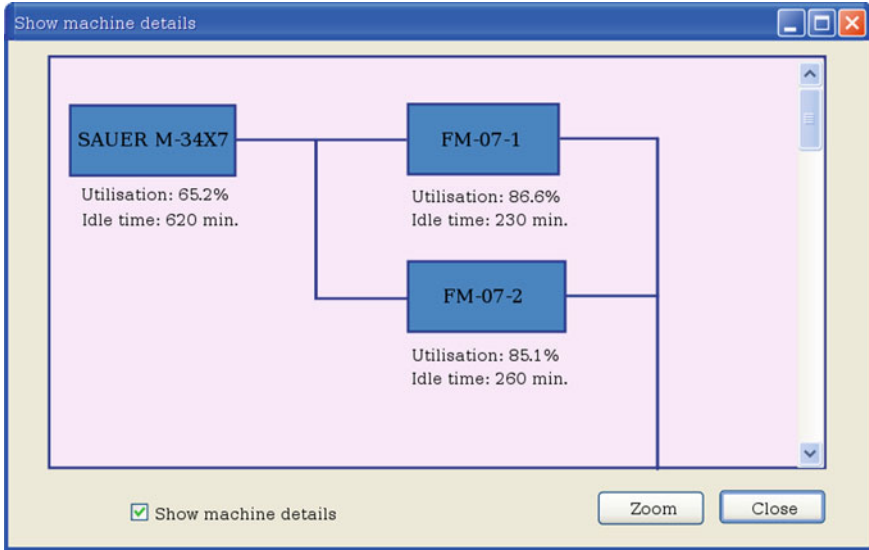 Show machine details
SAUER M-34X7
Utilisation: 65.2%
Idle time: 620 min.
FM-07-1
Utilisation: 86.6%
Idle time: 230 min.
FM-07-2
Utilisation: 85.1%
Idle time: 260 min.
Show machine details
Zoom
Close